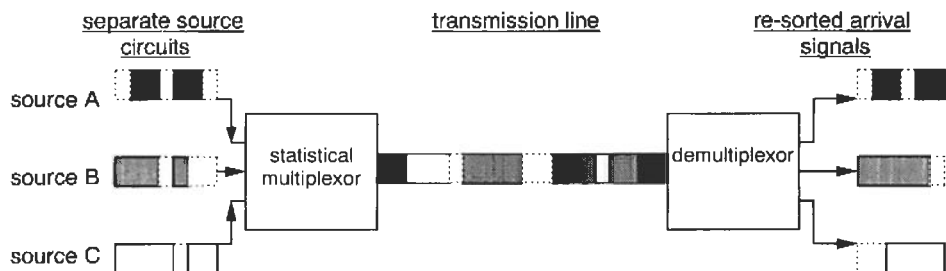 separate source
circuits
transmission line
re-sorted arrival
signals
source A
source B
source C
statistical
multiplexor
demultiplexor